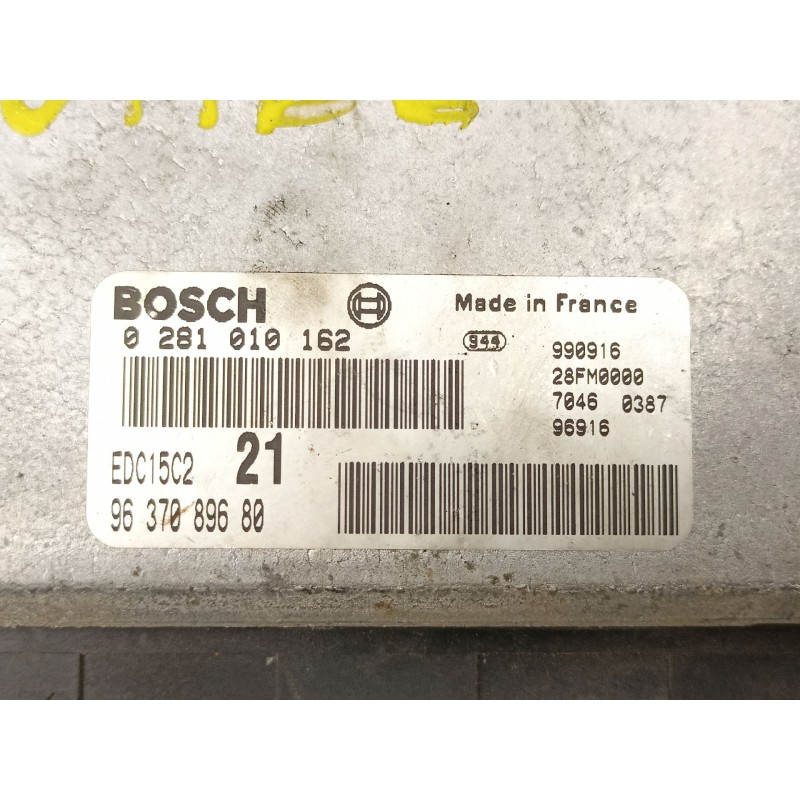 BOSCH
Made in France
0 281 010 162
944
990916
28FM0000
7046 0387
96916
EDC15C2 21
96 370 896 80